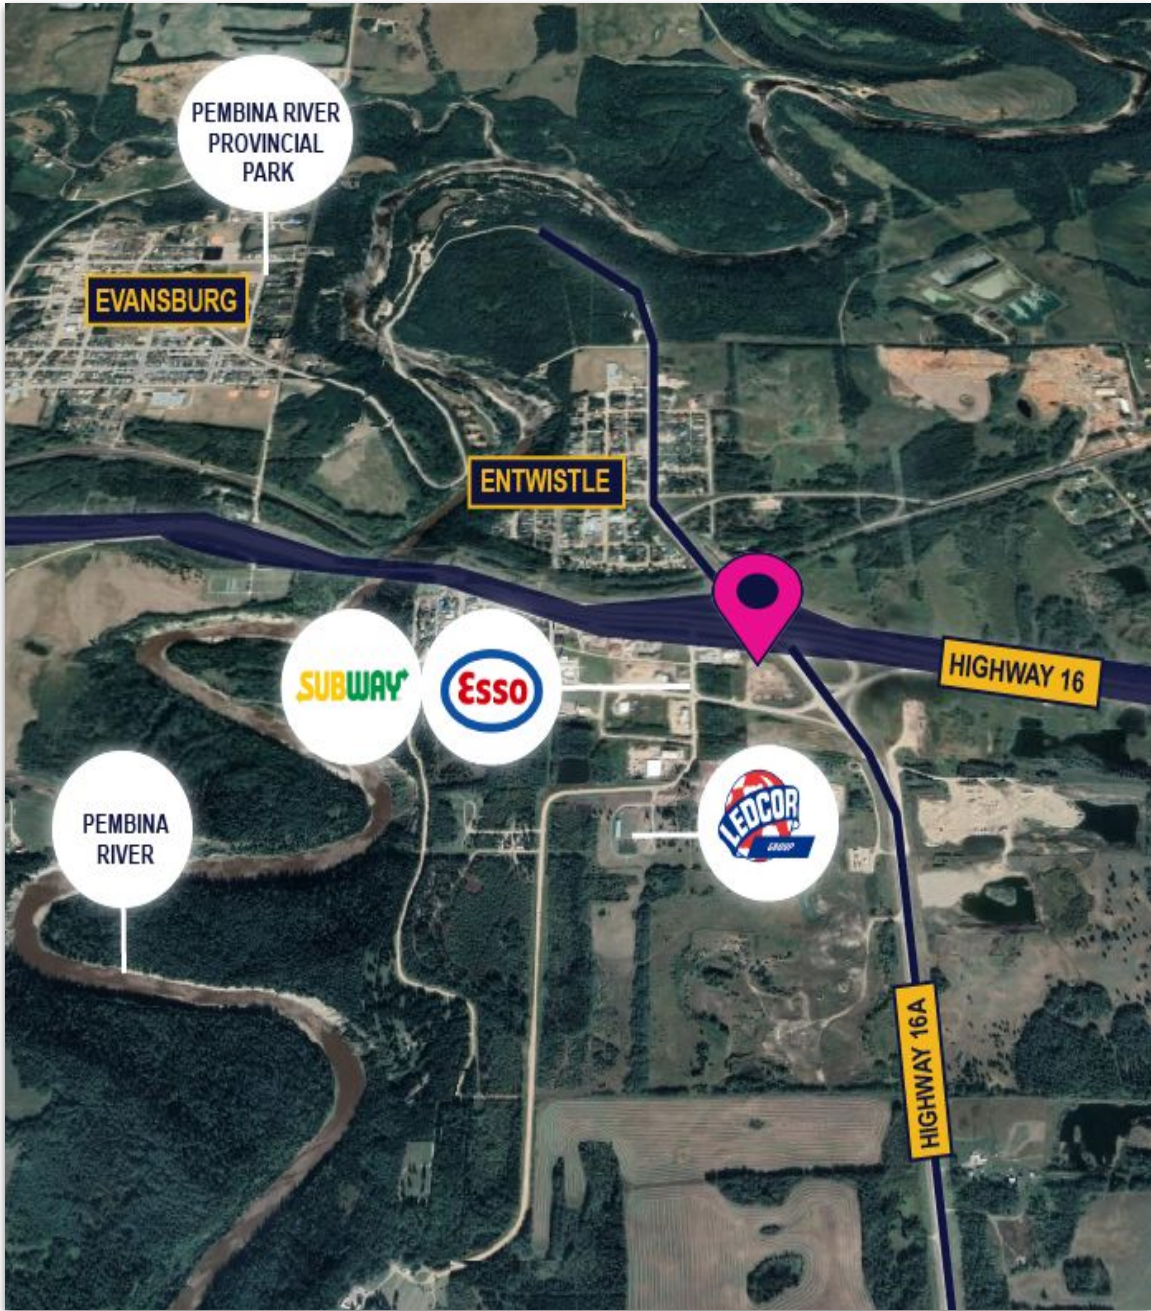 PEMBINA RIVER
PROVINCIAL
PARK
EVANSBURG
ENTWISTLE
HIGHWAY 16
SUBWAY
Esso
LEDCOR
GROUP
PEMBINA
RIVER
HIGHWAY 16A